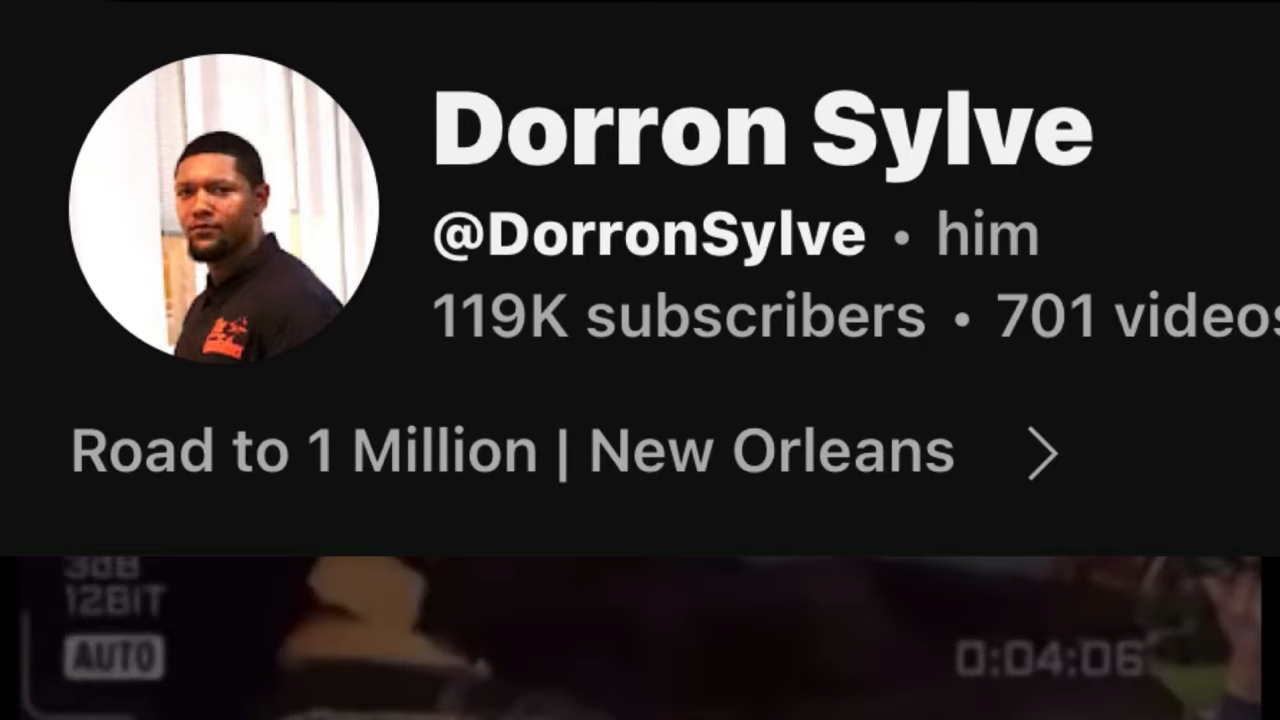 Dorron Sylve
@DorronSylve • him
119K subscribers • 701 videos
Road to 1 Million | New Orleans >
3dB
12BIT
AUTO
0:04:06